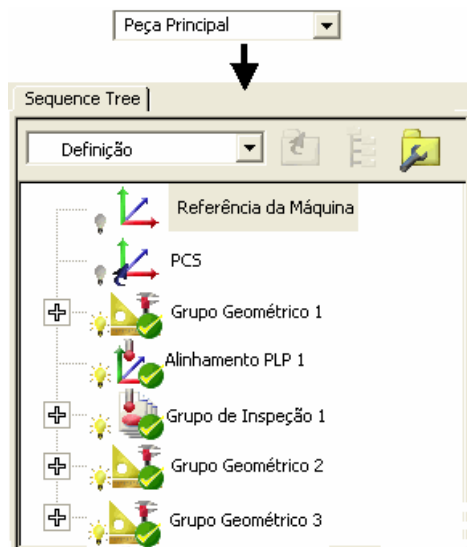 Peça Principal
Sequence Tree
Definição
Referência da Máquina
PCS
Grupo Geométrico 1
Alinhamento PLP 1
Grupo de Inspeção 1
Grupo Geométrico 2
Grupo Geométrico 3